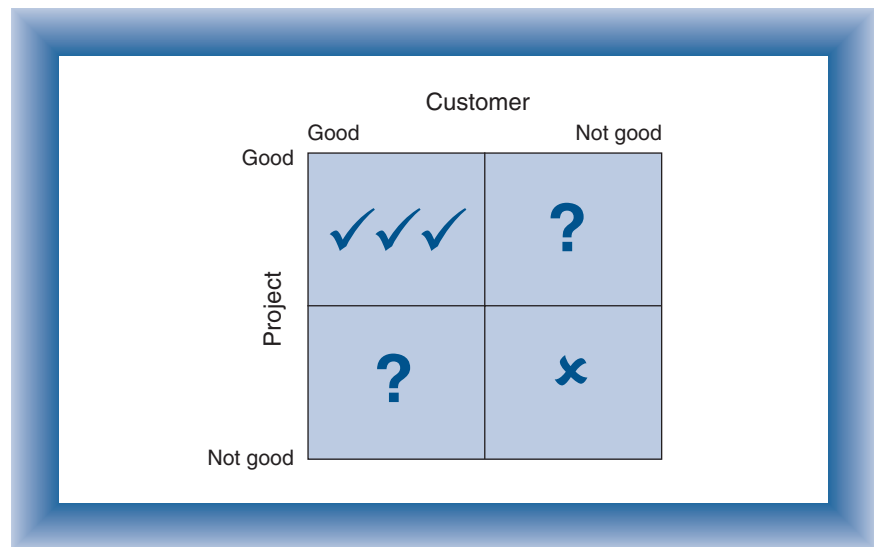 Customer
Good Not good
Good
✓✓✓ ?
Project
? ✗
Not good